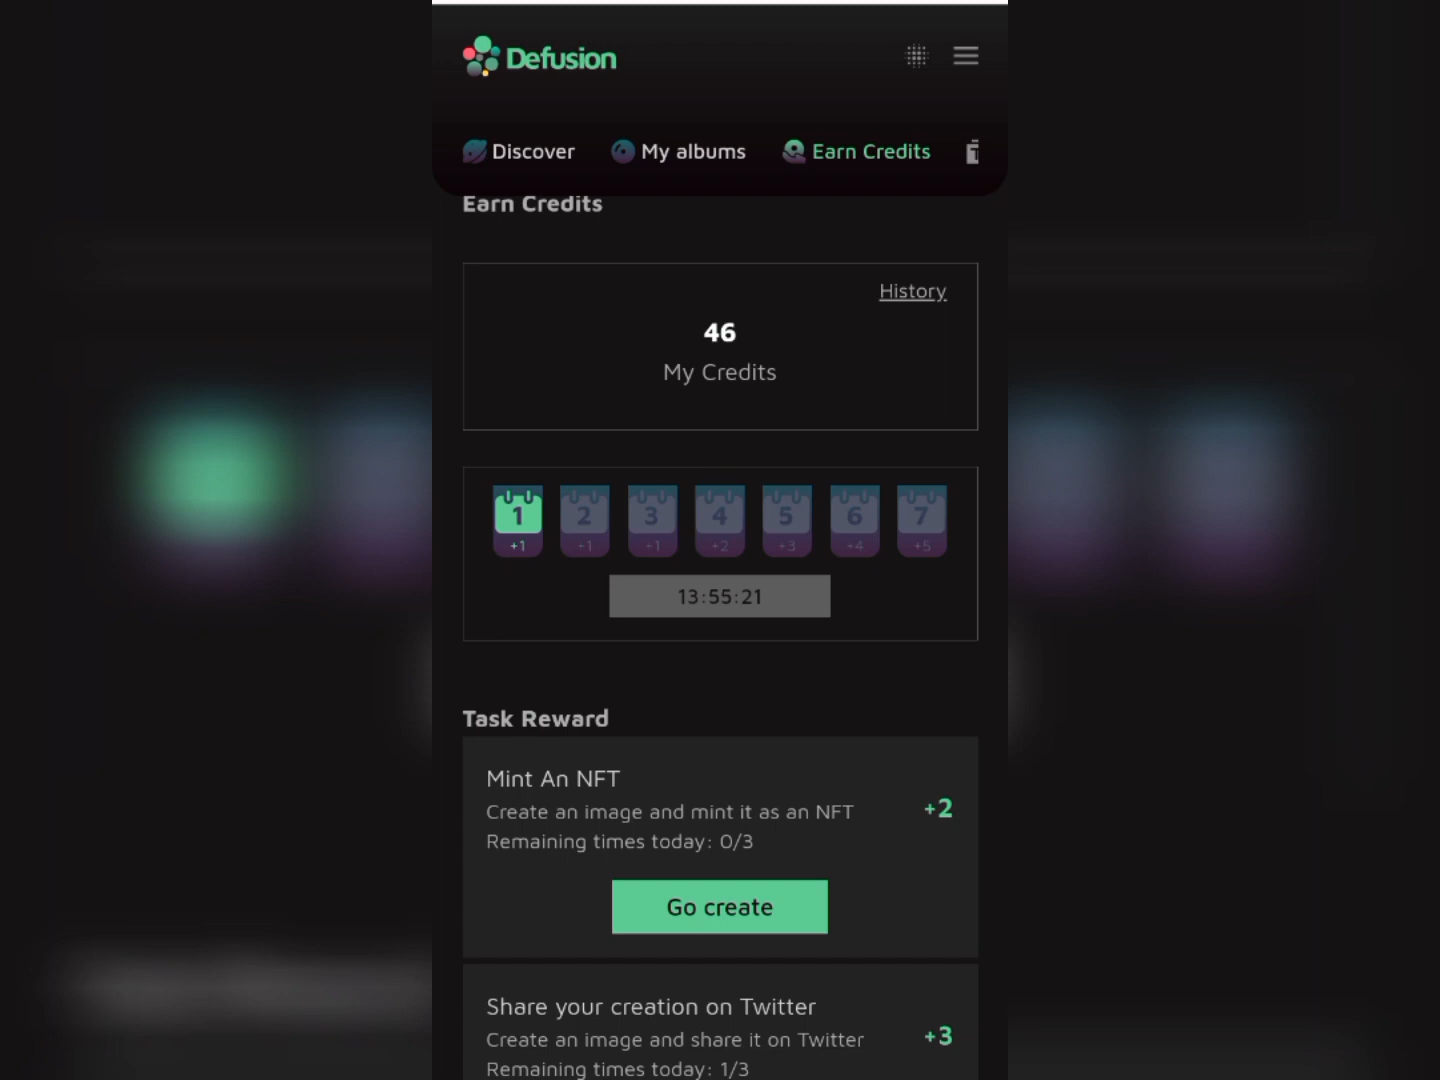 Defusion
Discover My albums Earn Credits
Earn Credits
History
46
My Credits
1 2 3 4 5 6 7
+1 +1 +1 +2 +3 +4 +5
13:55:21
Task Reward
Mint An NFT
Create an image and mint it as an NFT
+2
Remaining times today: 0/3
Go create
Share your creation on Twitter
Create an image and share it on Twitter
+3
Remaining times today: 1/3